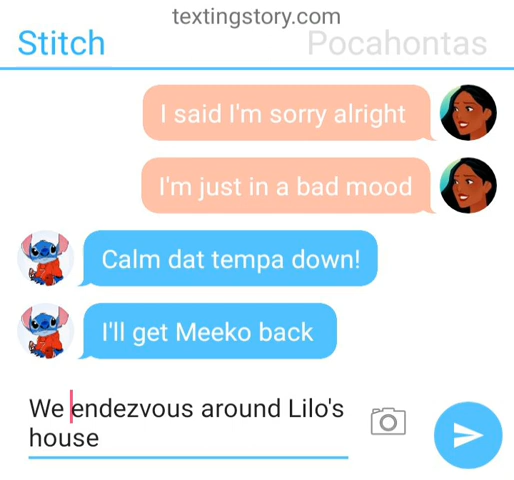 textingstory.com
Stitch
Pocahontas
I said I'm sorry alright
I'm just in a bad mood
Calm dat tempa down!
I'll get Meeko back
We endezvous around Lilo's
house